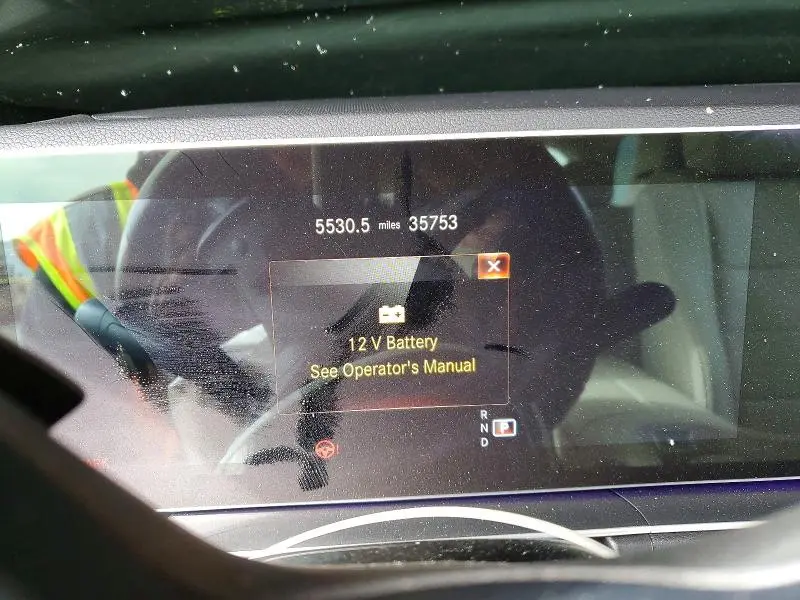 5530.5 miles 35753
12 V Battery
See Operator's Manual
R
N P
D